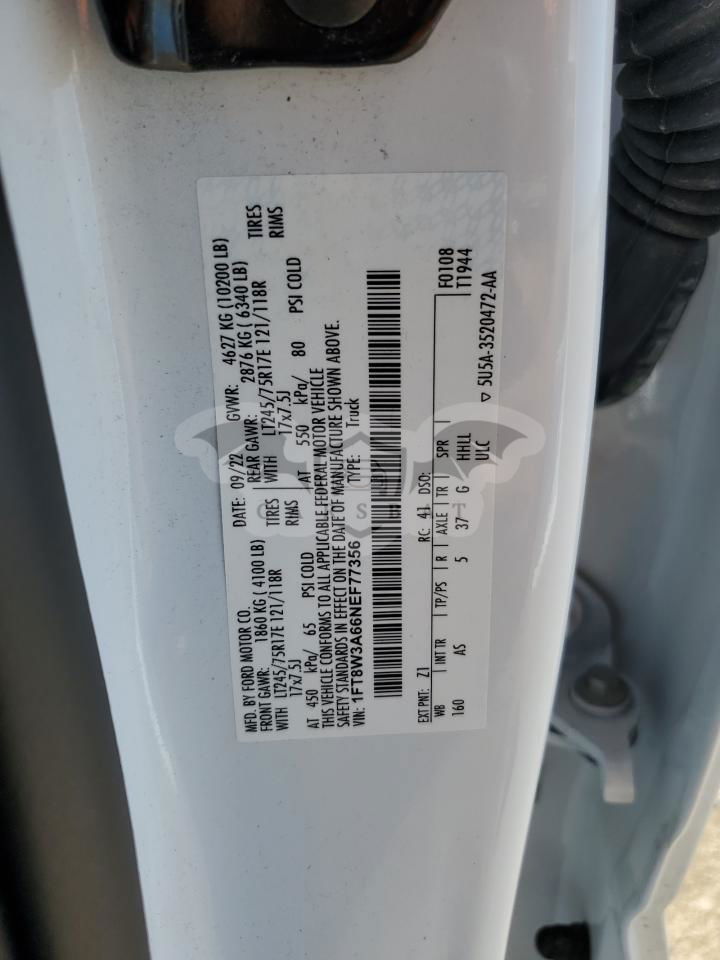 MFD. BY FORD MOTOR CO. DATE: 09/22 GVWR: 4627 KG (10200 LB)
FRONT GAWR: 1860 KG ( 4100 LB) REAR GAWR: 2876 KG ( 6340 LB)
WITH LT245/75R17E 121/118R TIRES WITH LT245/75R17E 121/118R TIRES
17x7.5J RIMS 17x7.5J RIMS
AT 450 kPa/ 65 PSI COLD AT 550 kPa/ 80 PSI COLD
THIS VEHICLE CONFORMS TO ALL APPLICABLE FEDERAL MOTOR VEHICLE
SAFETY STANDARDS IN EFFECT ON THE DATE OF MANUFACTURE SHOWN ABOVE.
VIN: 1FT8W3A66NEF77356 TYPE: Truck
EXT PNT: Z1 RC: 41 DSO: F0108
WB INT TR TP/PS R AXLE TR SPR T1944
160 AS 5 37 G HHLL
ULC
▽ 5U5A-3520472-AA